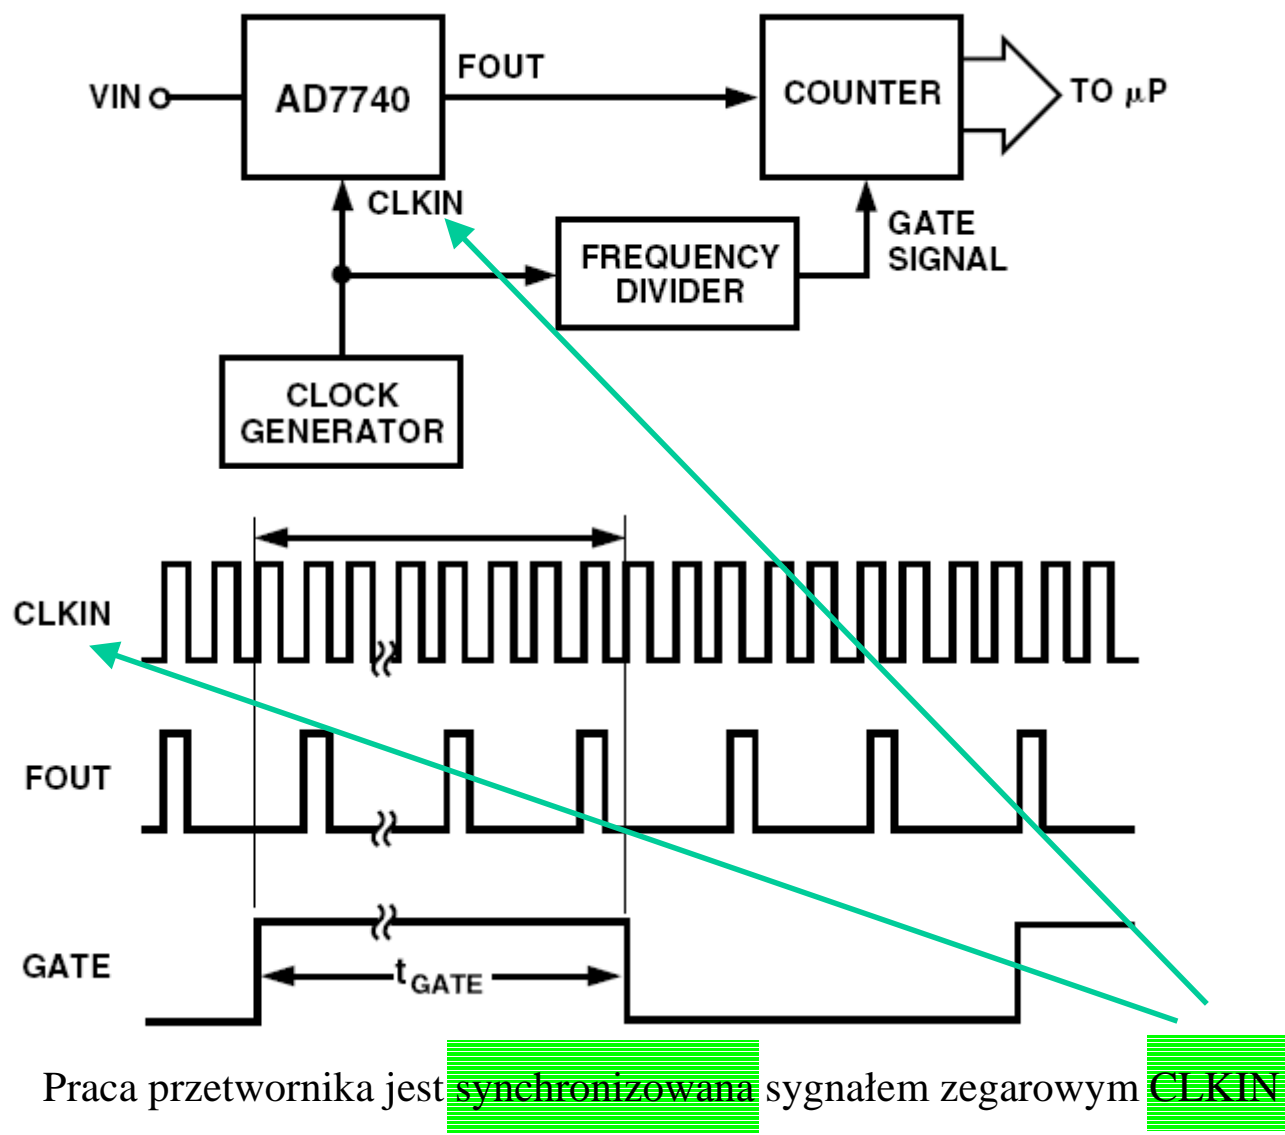 VIN
AD7740
FOUT
COUNTER
TO μP
CLKIN
FREQUENCY
DIVIDER
GATE
SIGNAL
CLOCK
GENERATOR
CLKIN
FOUT
GATE
tGATE
Praca przetwornika jest synchronizowana sygnałem zegarowym CLKIN